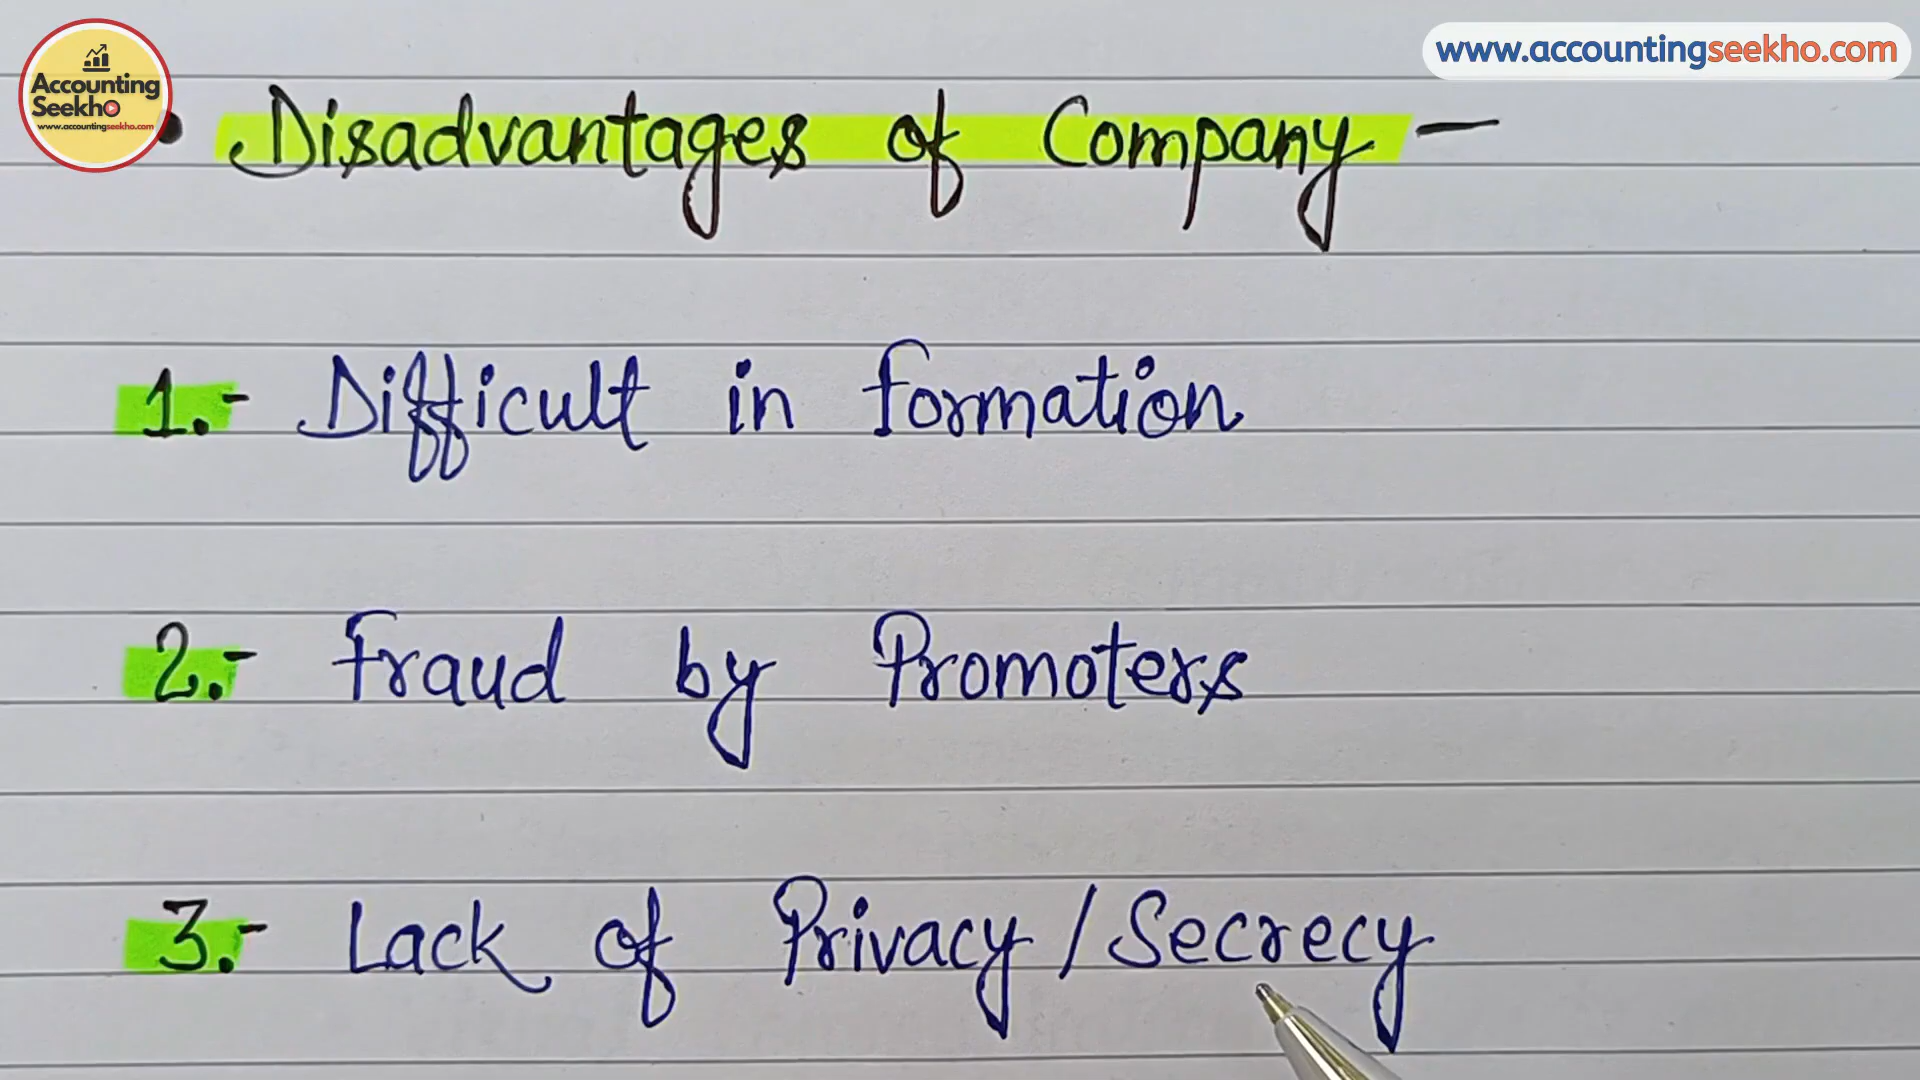 Accounting
Seekho
www.accountingseekho.com
www.accountingseekho.com
• Disadvantages of Company –
1.- Difficult in formation
2.- Fraud by Promoters
3.- Lack of Privacy / Secrecy